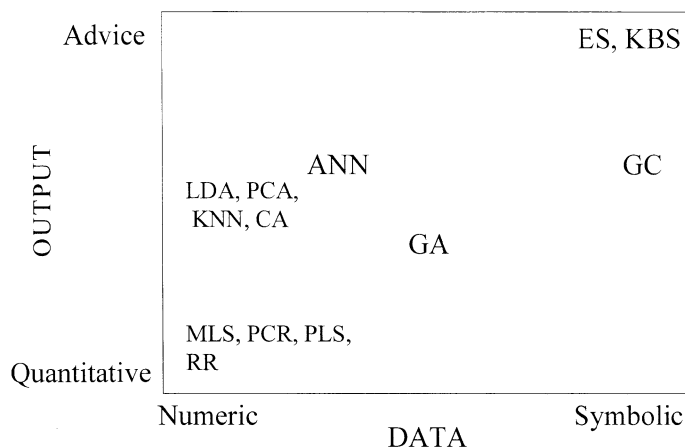 Advice
ES, KBS
OUTPUT
ANN
GC
LDA, PCA,
KNN, CA
GA
MLS, PCR, PLS,
RR
Quantitative
Numeric
Symbolic
DATA